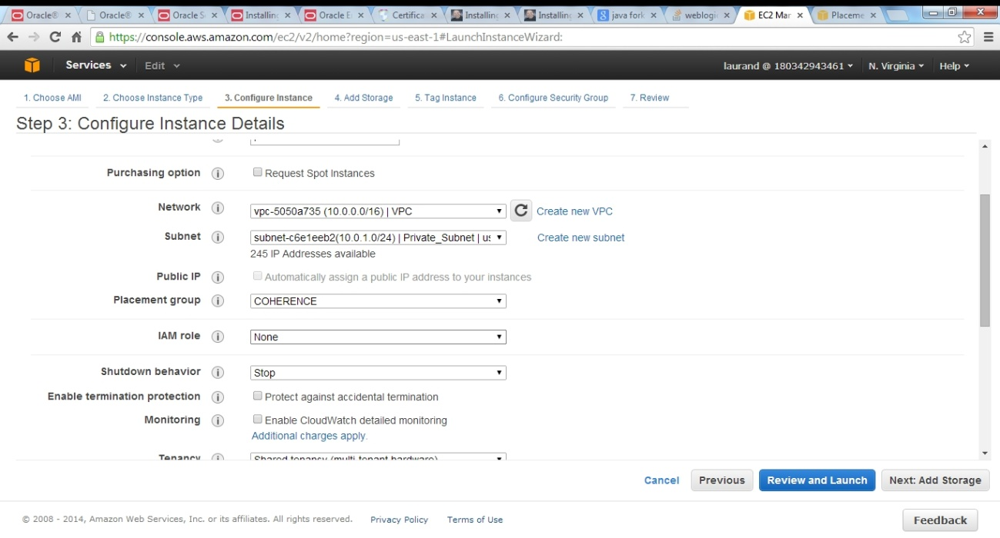 Oracle®
Oracle®
Oracle S
Installing
Oracle E
Certifica
Installing
Installing
java fork
weblogic
EC2 Mar
Placeme
https://console.aws.amazon.com/ec2/v2/home?region=us-east-1#LaunchInstanceWizard:
Services Edit laurand @ 180342943461 N. Virginia Help
1. Choose AMI 2. Choose Instance Type 3. Configure Instance 4. Add Storage 5. Tag Instance 6. Configure Security Group 7. Review
Step 3: Configure Instance Details
Purchasing option Request Spot Instances
Network vpc-5050a735 (10.0.0.0/16) | VPC Create new VPC
Subnet subnet-c6e1eeb2(10.0.1.0/24) | Private_Subnet | us Create new subnet
245 IP Addresses available
Public IP Automatically assign a public IP address to your instances
Placement group COHERENCE
IAM role None
Shutdown behavior Stop
Enable termination protection Protect against accidental termination
Monitoring Enable CloudWatch detailed monitoring
Additional charges apply.
Tenancy Shared tenancy (multi-tenant hardware)
Cancel Previous Review and Launch Next: Add Storage
© 2008 - 2014, Amazon Web Services, Inc. or its affiliates. All rights reserved. Privacy Policy Terms of Use Feedback